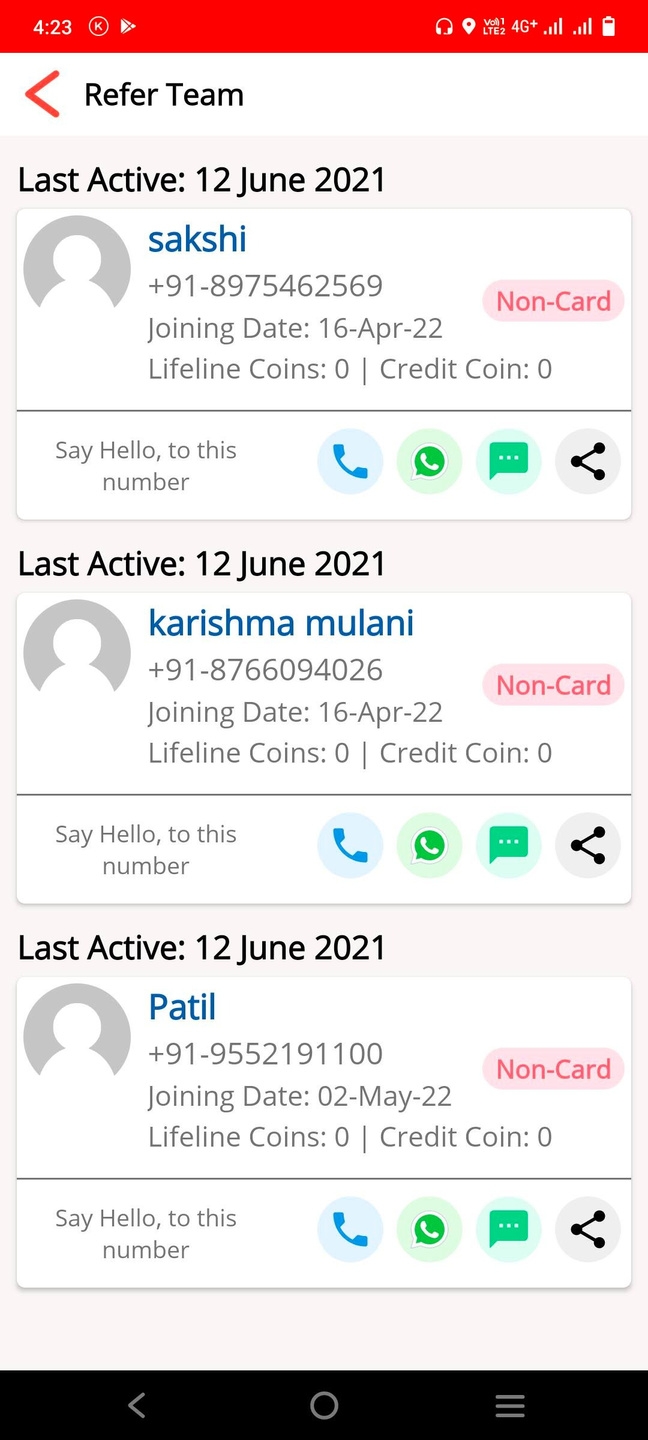 4:23 K Vo))1 LTE2 4G+
Refer Team
Last Active: 12 June 2021
sakshi
+91-8975462569
Non-Card
Joining Date: 16-Apr-22
Lifeline Coins: 0 | Credit Coin: 0
Say Hello, to this
number
Last Active: 12 June 2021
karishma mulani
+91-8766094026
Non-Card
Joining Date: 16-Apr-22
Lifeline Coins: 0 | Credit Coin: 0
Say Hello, to this
number
Last Active: 12 June 2021
Patil
+91-9552191100
Non-Card
Joining Date: 02-May-22
Lifeline Coins: 0 | Credit Coin: 0
Say Hello, to this
number